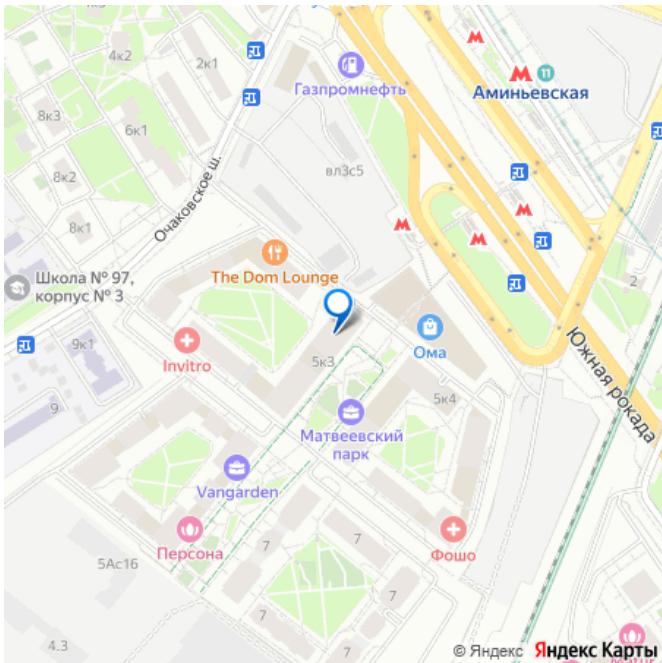 4к3
4к2
2к1
Газпромнефть
11
Аминьевская
8к3
6к1
8к2
вл3с5
8к1
Очаковское ш.
The Dom Lounge
Школа № 97,
корпус № 3
2
Ома
9к1
Invitro
5к3
Южная рокада
5к4
9
Матвеевский
парк
Vangarden
Персона
7
Фошо
5Ас16
7
7
7
7
4.3
© Яндекс Яндекс Карты